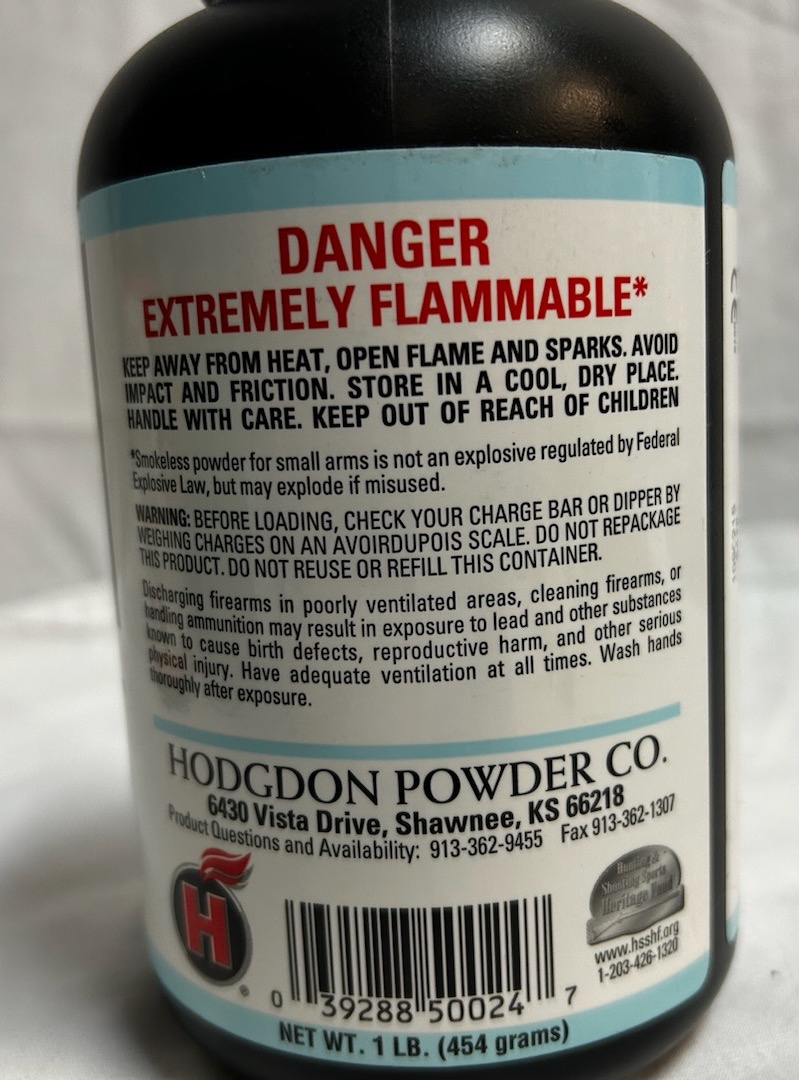 DANGER
EXTREMELY FLAMMABLE*
KEEP AWAY FROM HEAT, OPEN FLAME AND SPARKS. AVOID
IMPACT AND FRICTION. STORE IN A COOL, DRY PLACE.
HANDLE WITH CARE. KEEP OUT OF REACH OF CHILDREN
*Smokeless powder for small arms is not an explosive regulated by Federal
Explosive Law, but may explode if misused.
WARNING: BEFORE LOADING, CHECK YOUR CHARGE BAR OR DIPPER BY
WEIGHING CHARGES ON AN AVOIRDUPOIS SCALE. DO NOT REPACKAGE
THIS PRODUCT. DO NOT REUSE OR REFILL THIS CONTAINER.
Discharging firearms in poorly ventilated areas, cleaning firearms, or
handling ammunition may result in exposure to lead and other substances
known to cause birth defects, reproductive harm, and other serious
physical injury. Have adequate ventilation at all times. Wash hands
thoroughly after exposure.
HODGDON POWDER CO.
6430 Vista Drive, Shawnee, KS 66218
Product Questions and Availability: 913-362-9455 Fax 913-362-1307
H
®
Hunting &
Shooting Sports
Heritage Fund
www.hsshf.org
1-203-426-1320
0 39288 50024 7
NET WT. 1 LB. (454 grams)